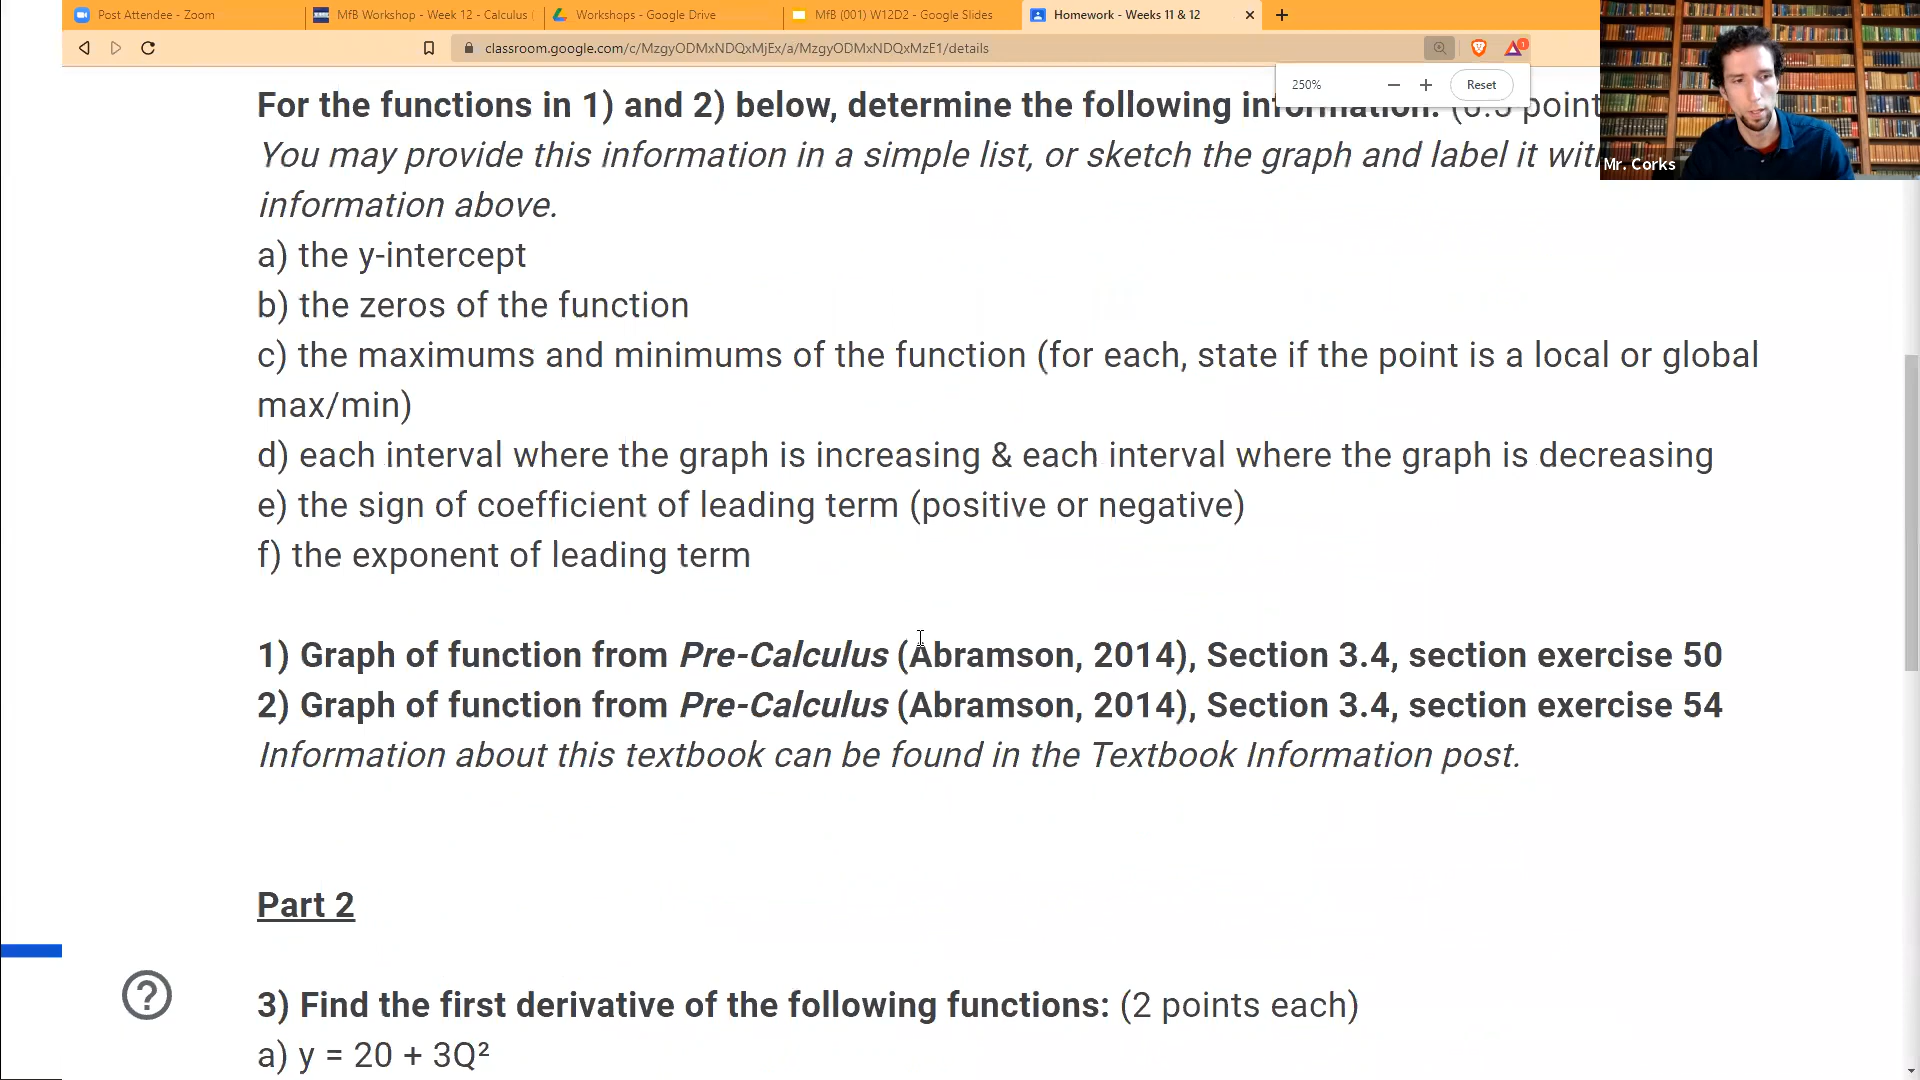 Post Attendee - Zoom
MfB Workshop - Week 12 - Calculus
Workshops - Google Drive
MfB (001) W12D2 - Google Slides
Homework - Weeks 11 & 12
classroom.google.com/c/MzgyODMxNDQxMjEx/a/MzgyODMxNDQxMzE1/details
1
250%
Reset
For the functions in 1) and 2) below, determine the following information: point
Mr. Corks
You may provide this information in a simple list, or sketch the graph and label it wit
information above.
a) the y-intercept
b) the zeros of the function
c) the maximums and minimums of the function (for each, state if the point is a local or global
max/min)
d) each interval where the graph is increasing & each interval where the graph is decreasing
e) the sign of coefficient of leading term (positive or negative)
f) the exponent of leading term
1) Graph of function from Pre-Calculus (Abramson, 2014), Section 3.4, section exercise 50
2) Graph of function from Pre-Calculus (Abramson, 2014), Section 3.4, section exercise 54
Information about this textbook can be found in the Textbook Information post.
Part 2
3) Find the first derivative of the following functions: (2 points each)
a) y = 20 + 3Q²